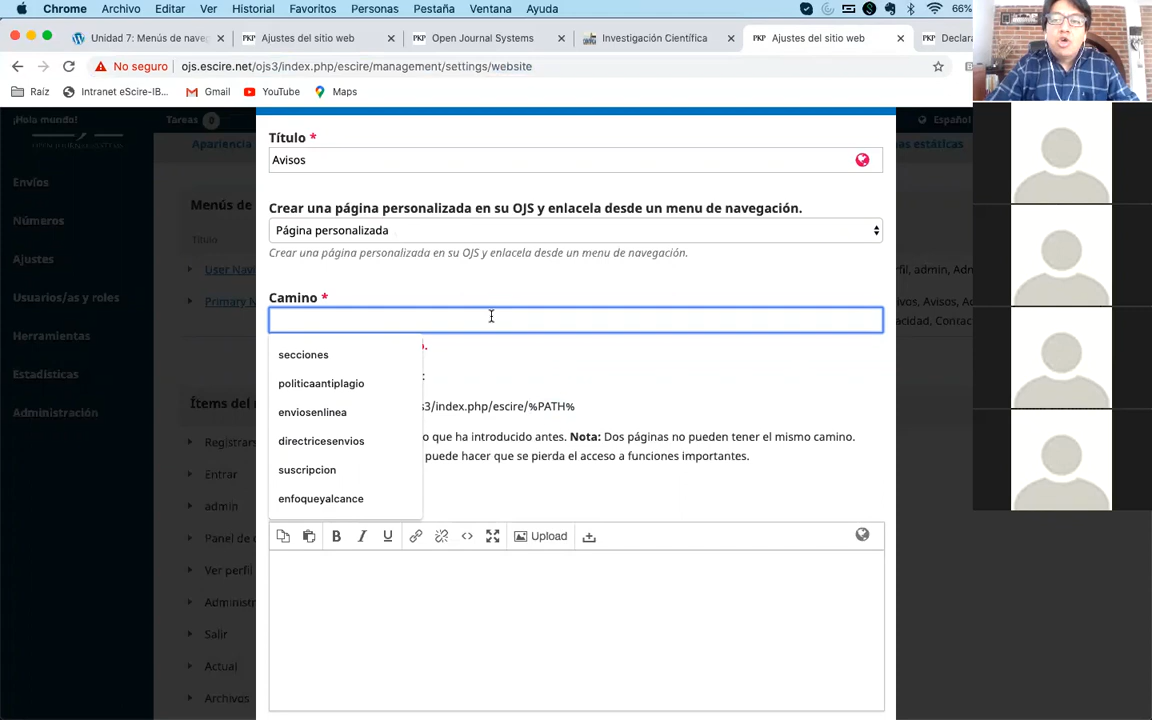 Chrome Archivo Editar Ver Historial Favoritos Personas Pestaña Ventana Ayuda 66%
Unidad 7: Menús de nave PKP Ajustes del sitio web PKP Open Journal Systems Investigación Científica PKP Ajustes del sitio web PKP Declara
No seguro ojs.escire.net/ojs3/index.php/escire/management/settings/website
Raíz Intranet eScire-IB... Gmail YouTube Maps
¡Hola mundo! Tareas 0 Español
Apariencia nas estáticas
Envíos
Números
Ajustes
Usuarios/as y roles
Herramientas
Estadísticas
Administración
Menús de
Título
User Navi
Primary N
Ítems del
Registrars
Entrar
admin
Panel de
Ver perfil
Administr
Salir
Actual
Archivos
Título *
Avisos
Crear una página personalizada en su OJS y enlacela desde un menu de navegación.
Página personalizada
Crear una página personalizada en su OJS y enlacela desde un menu de navegación.
Camino *
secciones
politicaantiplagio
enviosenlinea
directricesenvios
suscripcion
enfoqueyalcance
s3/index.php/escire/%PATH%
o que ha introducido antes. Nota: Dos páginas no pueden tener el mismo camino.
puede hacer que se pierda el acceso a funciones importantes.
B I U Upload
rfil, admin, Adn
ivos, Avisos, A
acidad, Contac